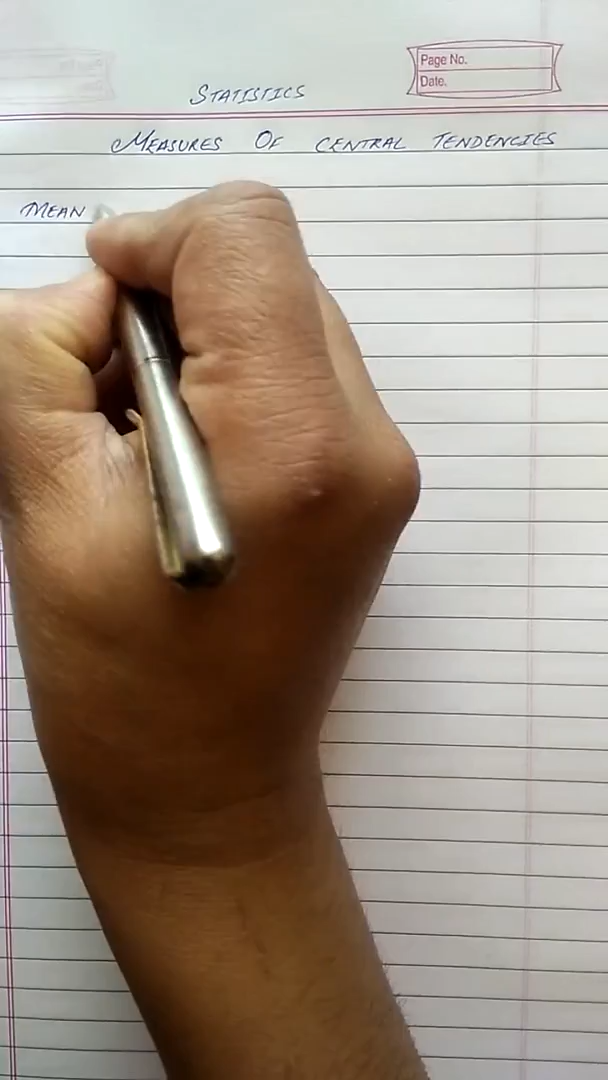 Page No.
Date.
STATISTICS
MEASURES OF CENTRAL TENDENCIES
MEAN